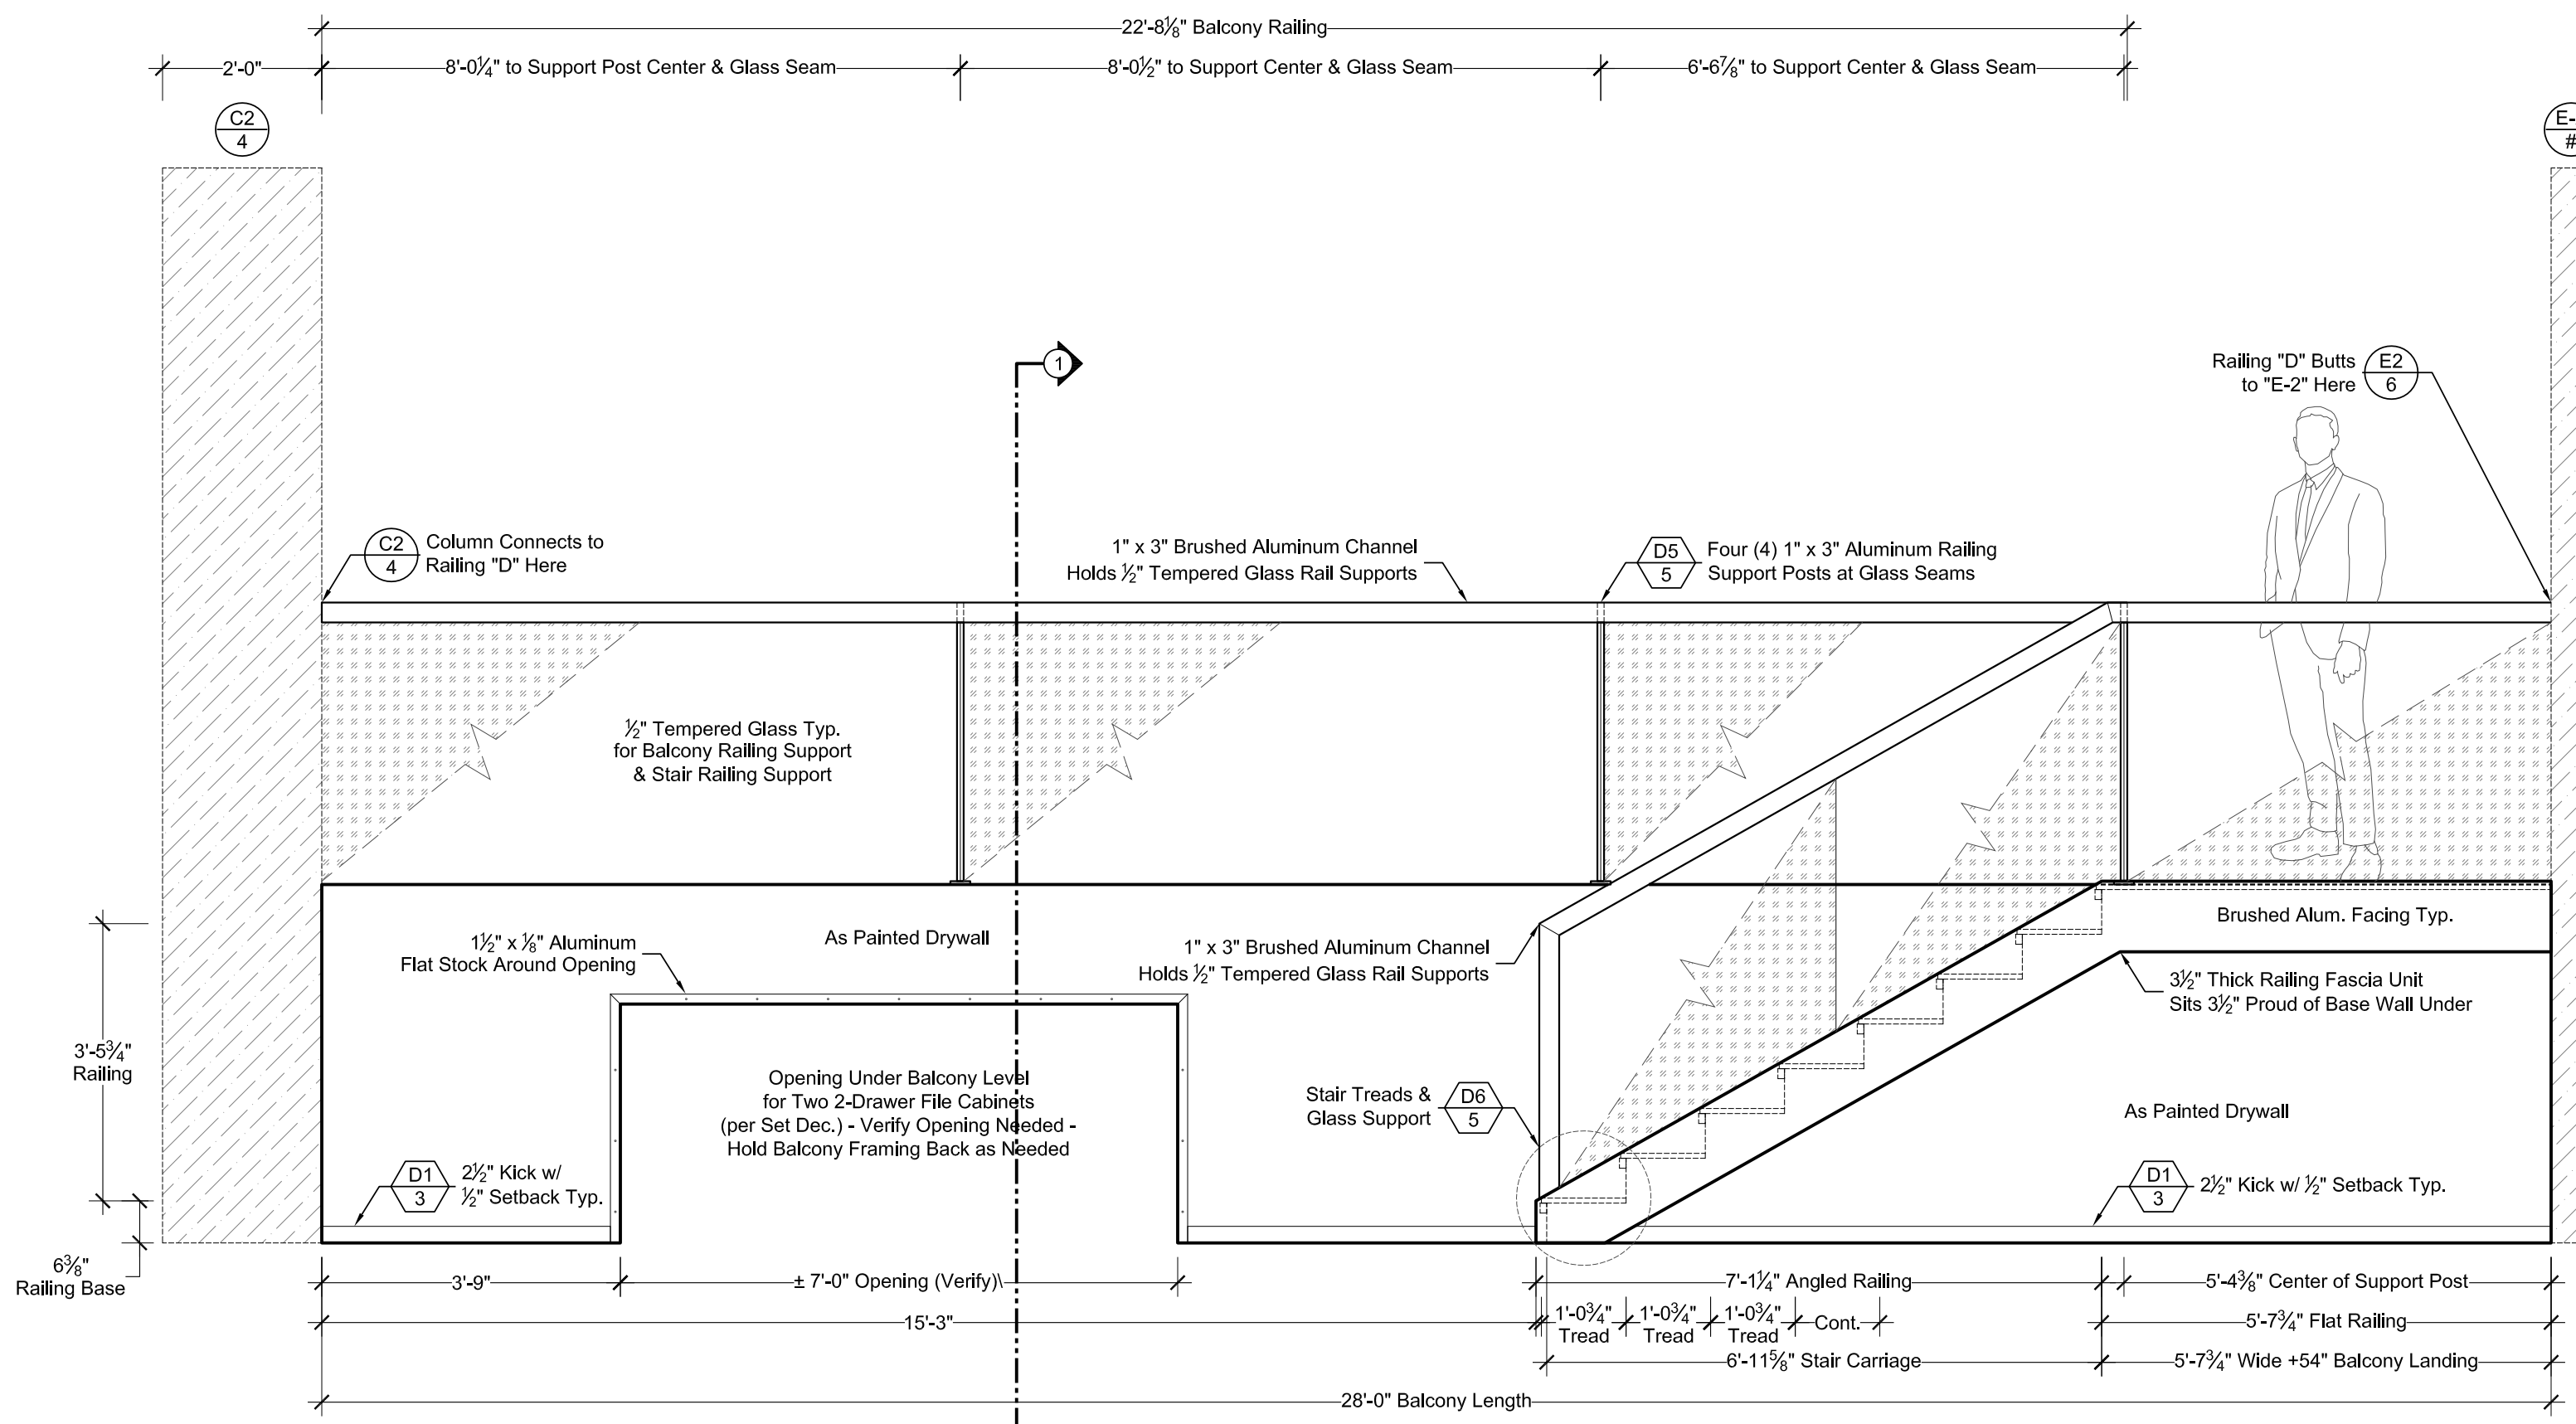 22'-8⅛" Balcony Railing
2'-0"
8'-0¼" to Support Post Center & Glass Seam
8'-0½" to Support Center & Glass Seam
6'-6⅞" to Support Center & Glass Seam
C2
4
E-
#
1
Railing "D" Butts
to "E-2" Here
E2
6
C2
4
Column Connects to
Railing "D" Here
1" x 3" Brushed Aluminum Channel
Holds ½" Tempered Glass Rail Supports
D5
5
Four (4) 1" x 3" Aluminum Railing
Support Posts at Glass Seams
½" Tempered Glass Typ.
for Balcony Railing Support
& Stair Railing Support
1½" x ⅛" Aluminum
Flat Stock Around Opening
As Painted Drywall
1" x 3" Brushed Aluminum Channel
Holds ½" Tempered Glass Rail Supports
Brushed Alum. Facing Typ.
3½" Thick Railing Fascia Unit
Sits 3½" Proud of Base Wall Under
3'-5¾"
Railing
Opening Under Balcony Level
for Two 2-Drawer File Cabinets
(per Set Dec.) - Verify Opening Needed -
Hold Balcony Framing Back as Needed
Stair Treads &
Glass Support
D6
5
As Painted Drywall
D1
3
2½" Kick w/
½" Setback Typ.
D1
3
2½" Kick w/ ½" Setback Typ.
6⅜"
Railing Base
3'-9"
± 7'-0" Opening (Verify)\
7'-1¼" Angled Railing
5'-4⅜" Center of Support Post
15'-3"
1'-0¾"
Tread
1'-0¾"
Tread
1'-0¾"
Tread
Cont.
5'-7¾" Flat Railing
6'-11⅝" Stair Carriage
5'-7¾" Wide +54" Balcony Landing
28'-0" Balcony Length